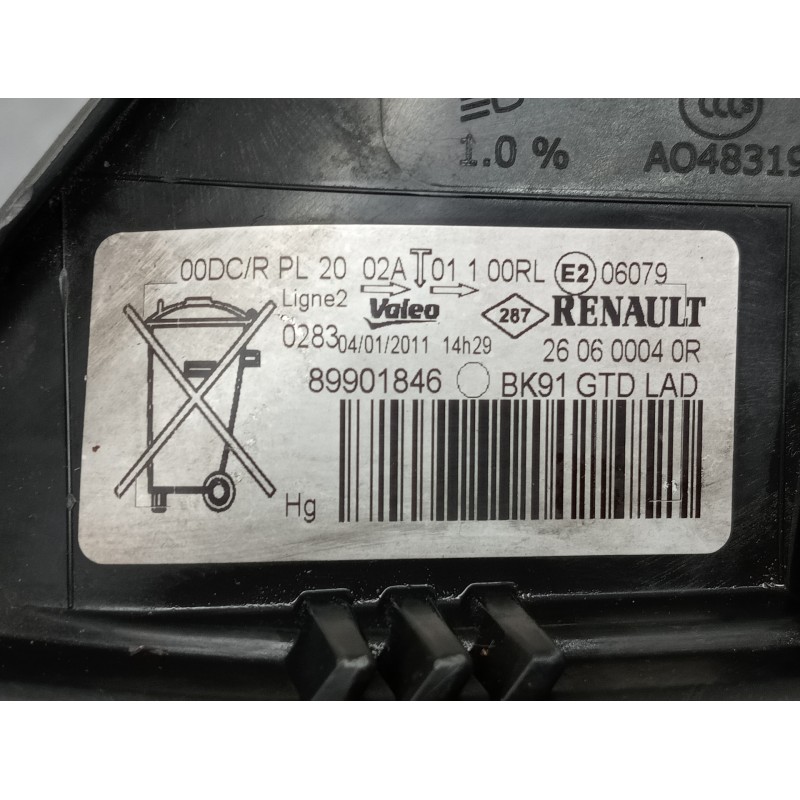 1.0 %
CCC
AO48319
00DC/R PL 20 02A 01 1 00RL E2 06079
Ligne2 Valeo 287 RENAULT
0283 04/01/2011 14h29 26 06 0004 0R
89901846 BK91 GTD LAD
Hg